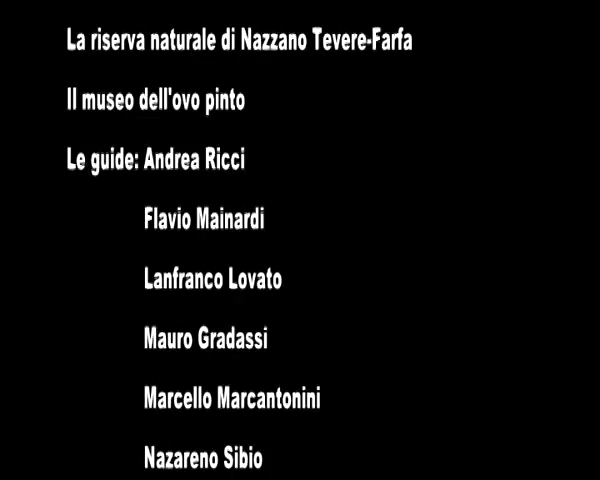 La riserva naturale di Nazzano Tevere-Farfa
Il museo dell'ovo pinto
Le guide: Andrea Ricci
Flavio Mainardi
Lanfranco Lovato
Mauro Gradassi
Marcello Marcantonini
Nazareno Sibio